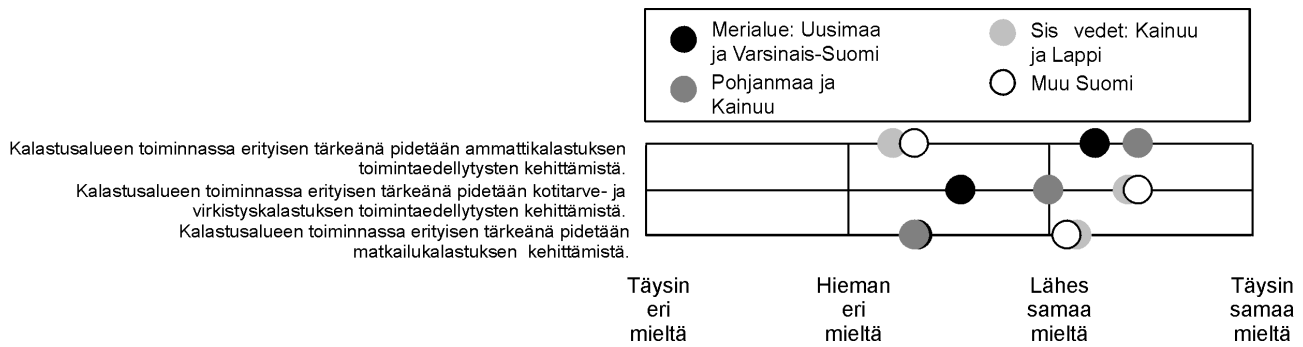 Merialue: Uusimaa
ja Varsinais-Suomi
Pohjanmaa ja
Kainuu
Sis vedet: Kainuu
ja Lappi
Muu Suomi
Kalastusalueen toiminnassa erityisen tärkeänä pidetään ammattikalastuksen
toimintaedellytysten kehittämistä.
Kalastusalueen toiminnassa erityisen tärkeänä pidetään kotitarve- ja
virkistyskalastuksen toimintaedellytysten kehittämistä.
Kalastusalueen toiminnassa erityisen tärkeänä pidetään
matkailukalastuksen kehittämistä.
Täysin
eri
mieltä
Hieman
eri
mieltä
Lähes
samaa
mieltä
Täysin
samaa
mieltä